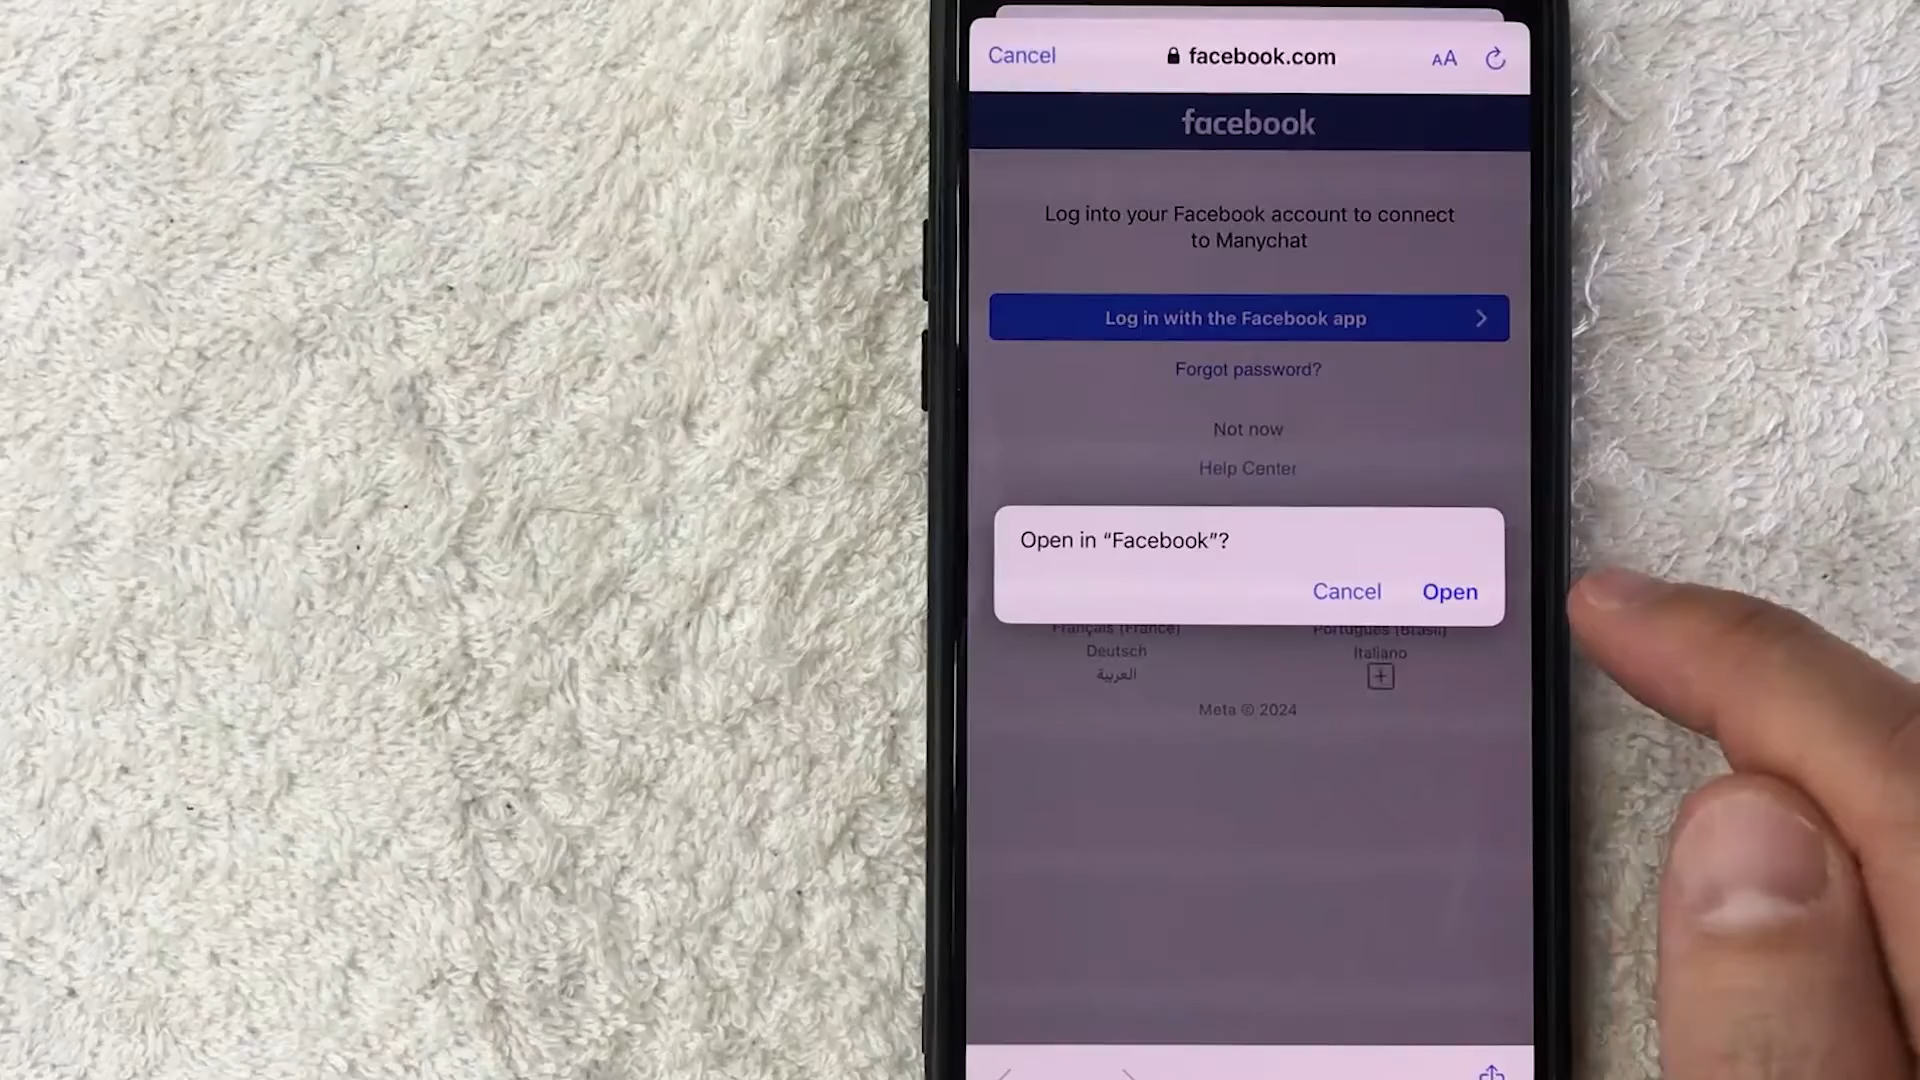 Cancel
facebook.com
AA
facebook
Log into your Facebook account to connect
to Manychat
Log in with the Facebook app
Forgot password?
Not now
Help Center
Open in “Facebook”?
Cancel
Open
Français (France)
Português (Brasil)
Deutsch
Italiano
العربية
Meta © 2024